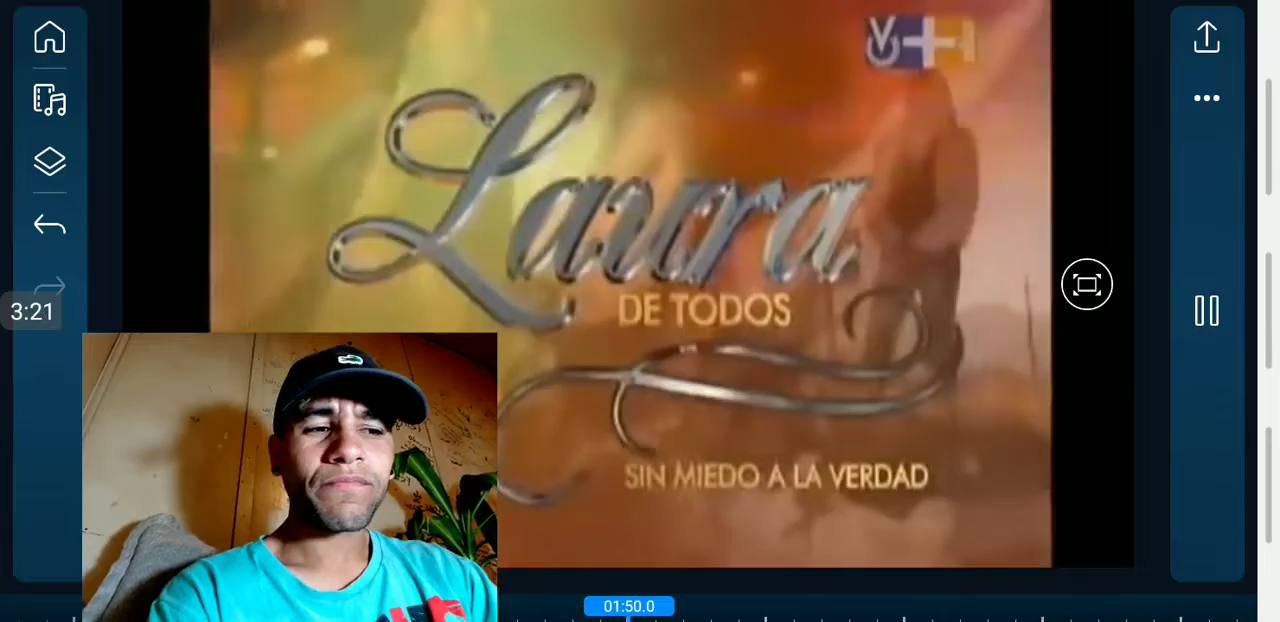 Laura
DE TODOS
SIN MIEDO A LA VERDAD
3:21
01:50.0